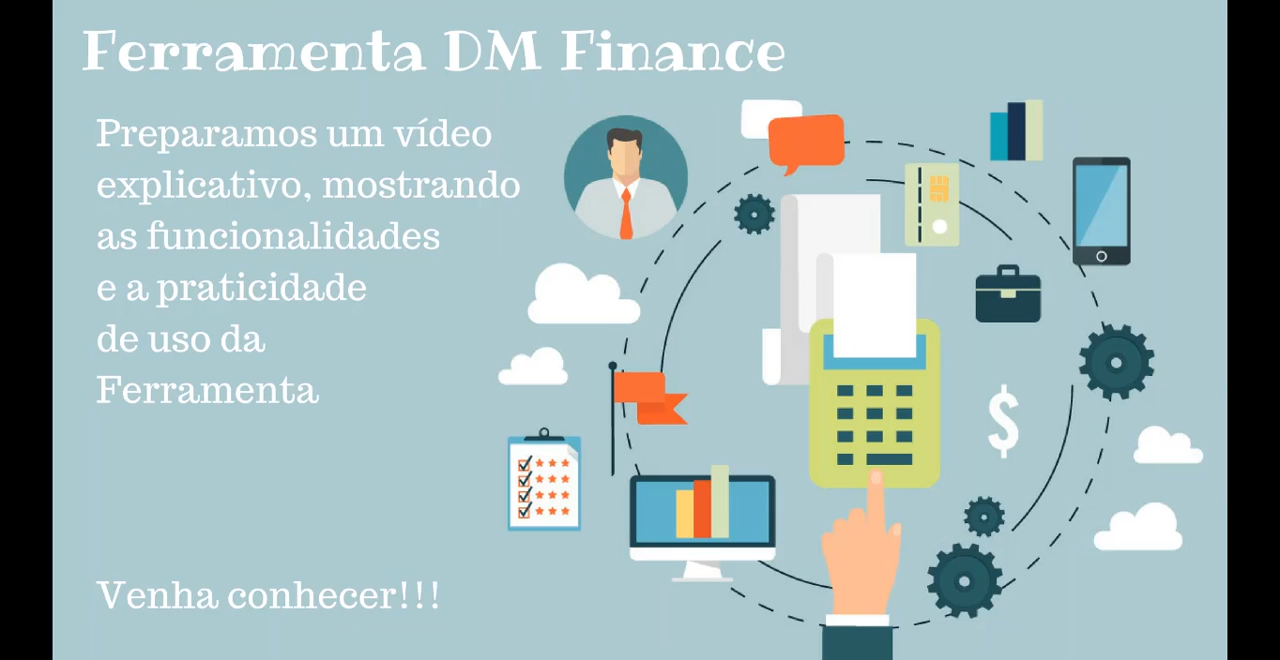 Ferramenta DM Finance
Preparamos um vídeo
explicativo, mostrando
as funcionalidades
e a praticidade
de uso da
Ferramenta
$
Venha conhecer!!!